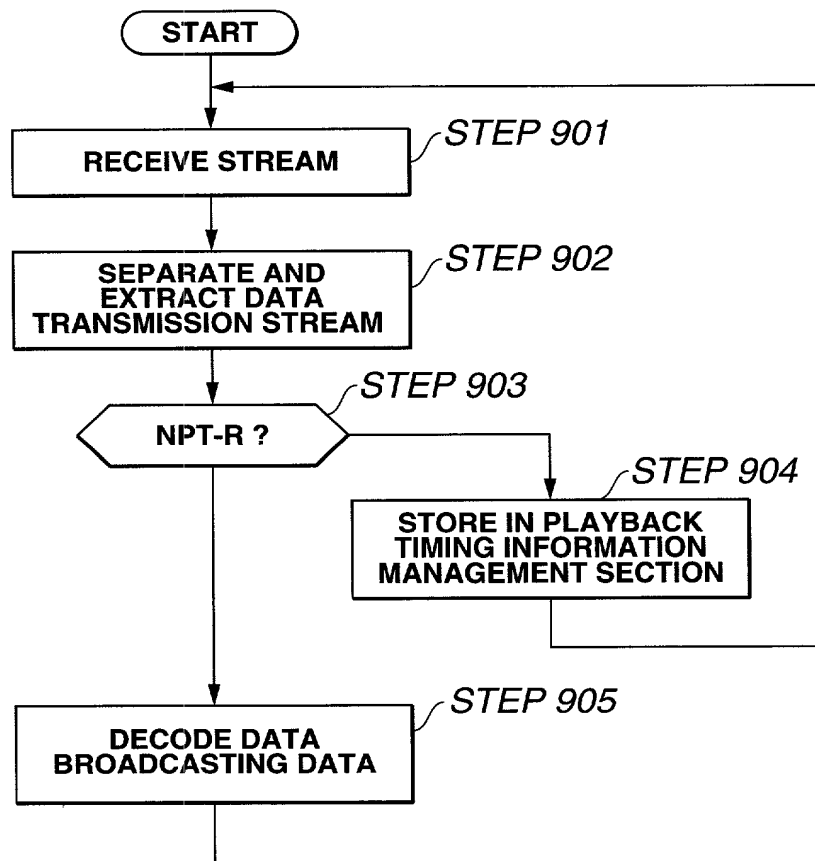 START
STEP 901
RECEIVE STREAM
STEP 902
SEPARATE AND
EXTRACT DATA
TRANSMISSION STREAM
STEP 903
NPT-R ?
STEP 904
STORE IN PLAYBACK
TIMING INFORMATION
MANAGEMENT SECTION
STEP 905
DECODE DATA
BROADCASTING DATA